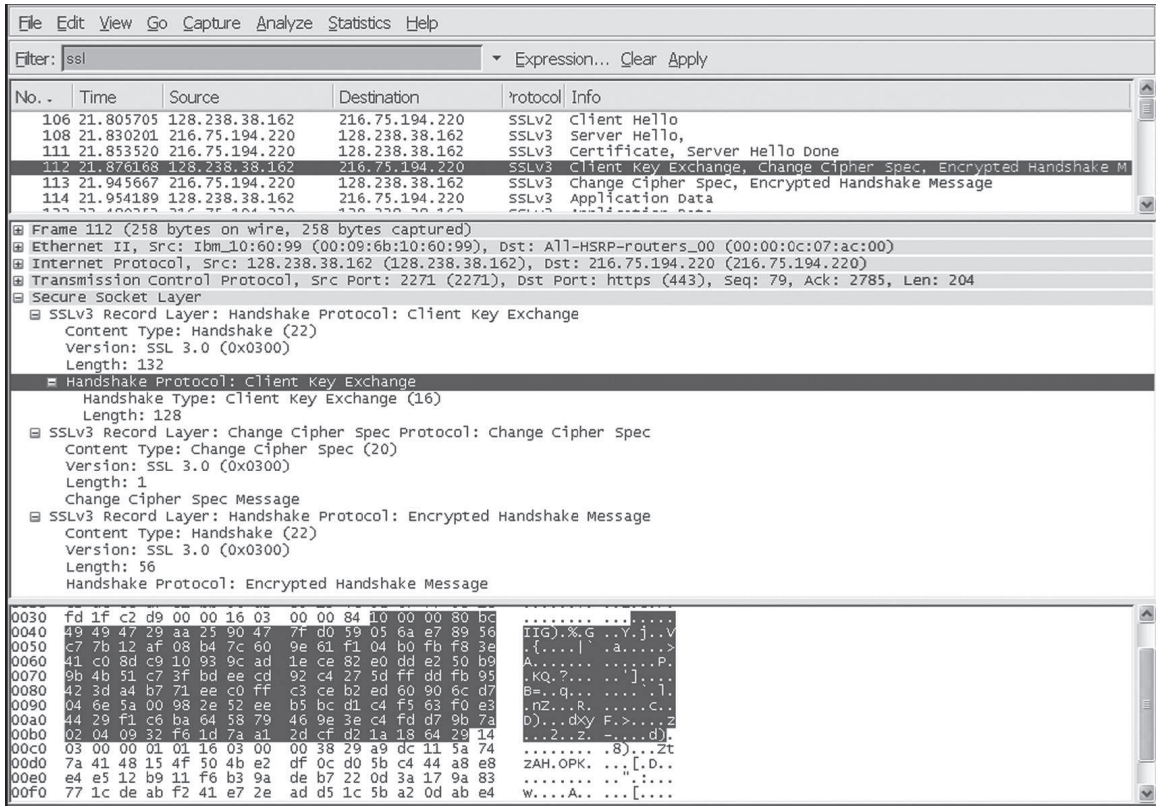 File Edit View Go Capture Analyze Statistics Help
Filter: ssl Expression... Clear Apply
No. . Time Source Destination Protocol Info
106 21.805705 128.238.38.162 216.75.194.220 SSLv2 Client Hello
108 21.830201 216.75.194.220 128.238.38.162 SSLv3 Server Hello,
111 21.853520 216.75.194.220 128.238.38.162 SSLv3 Certificate, Server Hello Done
112 21.876168 128.238.38.162 216.75.194.220 SSLv3 Client Key Exchange, Change Cipher Spec, Encrypted Handshake M
113 21.945667 216.75.194.220 128.238.38.162 SSLv3 Change Cipher Spec, Encrypted Handshake Message
114 21.954189 128.238.38.162 216.75.194.220 SSLv3 Application Data
Frame 112 (258 bytes on wire, 258 bytes captured)
Ethernet II, Src: Ibm_10:60:99 (00:09:6b:10:60:99), Dst: All-HSRP-routers_00 (00:00:0c:07:ac:00)
Internet Protocol, Src: 128.238.38.162 (128.238.38.162), Dst: 216.75.194.220 (216.75.194.220)
Transmission Control Protocol, Src Port: 2271 (2271), Dst Port: https (443), Seq: 79, Ack: 2785, Len: 204
Secure Socket Layer
SSLv3 Record Layer: Handshake Protocol: Client Key Exchange
Content Type: Handshake (22)
Version: SSL 3.0 (0x0300)
Length: 132
Handshake Protocol: Client Key Exchange
Handshake Type: Client Key Exchange (16)
Length: 128
SSLv3 Record Layer: Change Cipher Spec Protocol: Change Cipher Spec
Content Type: Change Cipher Spec (20)
Version: SSL 3.0 (0x0300)
Length: 1
Change Cipher Spec Message
SSLv3 Record Layer: Handshake Protocol: Encrypted Handshake Message
Content Type: Handshake (22)
Version: SSL 3.0 (0x0300)
Length: 56
Handshake Protocol: Encrypted Handshake Message
0030 fd 1f c2 d9 00 00 16 03 00 00 84 10 00 00 80 bc ........ ........
0040 49 49 47 29 aa 25 90 47 7f d0 59 05 6a e7 89 56 IIG).%.G ..Y.j..V
0050 c7 7b 12 af 08 b4 7c 60 9e 61 f1 04 b0 fb f8 3e .{....|` .a.....>
0060 41 c0 8d c9 10 93 9c ad 1e ce 82 e0 dd e2 50 b9 A....... ......P.
0070 9b 4b 51 c7 3f bd ee cd 92 c4 27 5d ff dd fb 95 .KQ.?... ..']....
0080 42 3d a4 b7 71 ee c0 ff c3 ce b2 ed 60 90 6c d7 B=..q... ....`.l.
0090 04 6e 5a 00 98 2e 52 ee b5 bc d1 c4 f5 63 f0 e3 .nZ...R. .....c..
00a0 44 29 f1 c6 ba 64 58 79 46 9e 3e c4 fd d7 9b 7a D)...dXy F.>....z
00b0 02 04 09 32 f6 1d 7a a1 2d cf d2 1a 18 64 29 14 ...2..z. -....d).
00c0 03 00 00 01 01 16 03 00 00 38 29 a9 dc 11 5a 74 ........ .8)...Zt
00d0 7a 41 48 15 4f 50 4b e2 df 0c d0 5b c4 44 a8 e8 zAH.OPK. ...[.D..
00e0 e4 e5 12 b9 11 f6 b3 9a de b7 22 0d 3a 17 9a 83 ........ ..".:...
00f0 77 1c de ab f2 41 e7 2e ad d5 1c 5b a2 0d ab e4 w....A.. ...[....